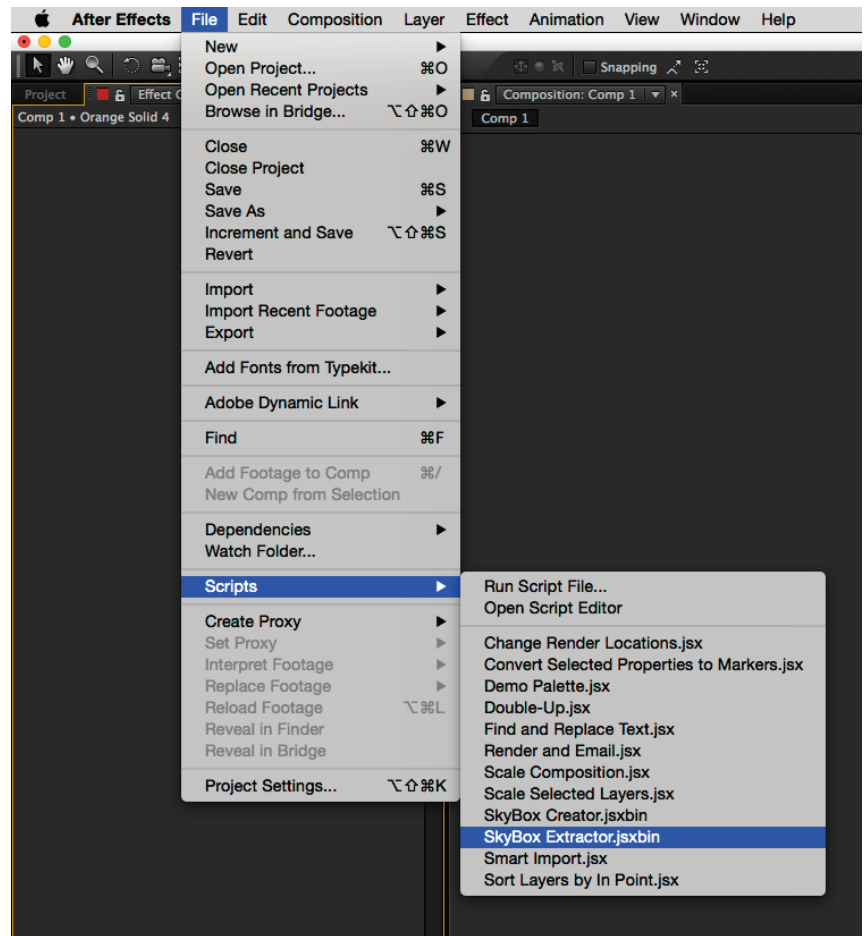 After Effects File Edit Composition Layer Effect Animation View Window Help
Snapping
Project Effect C Composition: Comp 1
Comp 1 • Orange Solid 4 Comp 1
New
Open Project... ⌘O
Open Recent Projects
Browse in Bridge... ⌥⇧⌘O
Close ⌘W
Close Project
Save ⌘S
Save As
Increment and Save ⌥⇧⌘S
Revert
Import
Import Recent Footage
Export
Add Fonts from Typekit...
Adobe Dynamic Link
Find ⌘F
Add Footage to Comp ⌘/
New Comp from Selection
Dependencies
Watch Folder...
Scripts
Create Proxy
Set Proxy
Interpret Footage
Replace Footage
Reload Footage ⌥⌘L
Reveal in Finder
Reveal in Bridge
Project Settings... ⌥⇧⌘K
Run Script File...
Open Script Editor
Change Render Locations.jsx
Convert Selected Properties to Markers.jsx
Demo Palette.jsx
Double-Up.jsx
Find and Replace Text.jsx
Render and Email.jsx
Scale Composition.jsx
Scale Selected Layers.jsx
SkyBox Creator.jsxbin
SkyBox Extractor.jsxbin
Smart Import.jsx
Sort Layers by In Point.jsx